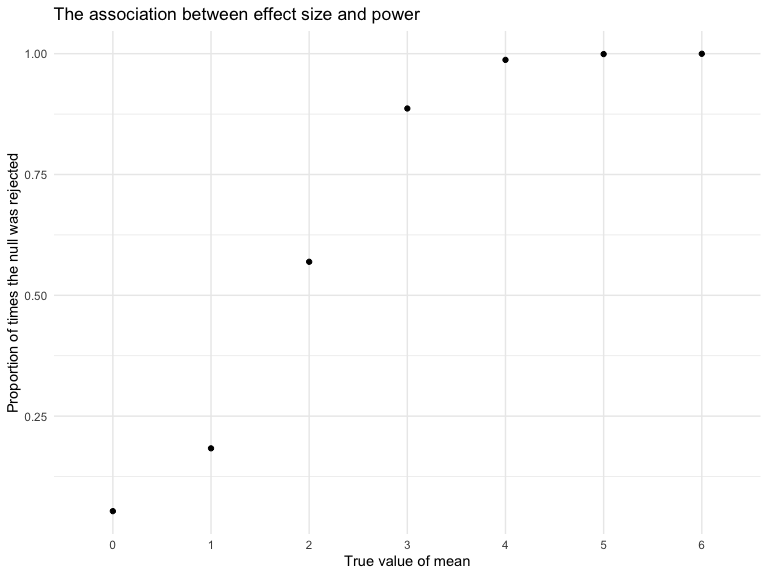 The association between effect size and power
Proportion of times the null was rejected
1.00
0.75
0.50
0.25
0 1 2 3 4 5 6
True value of mean